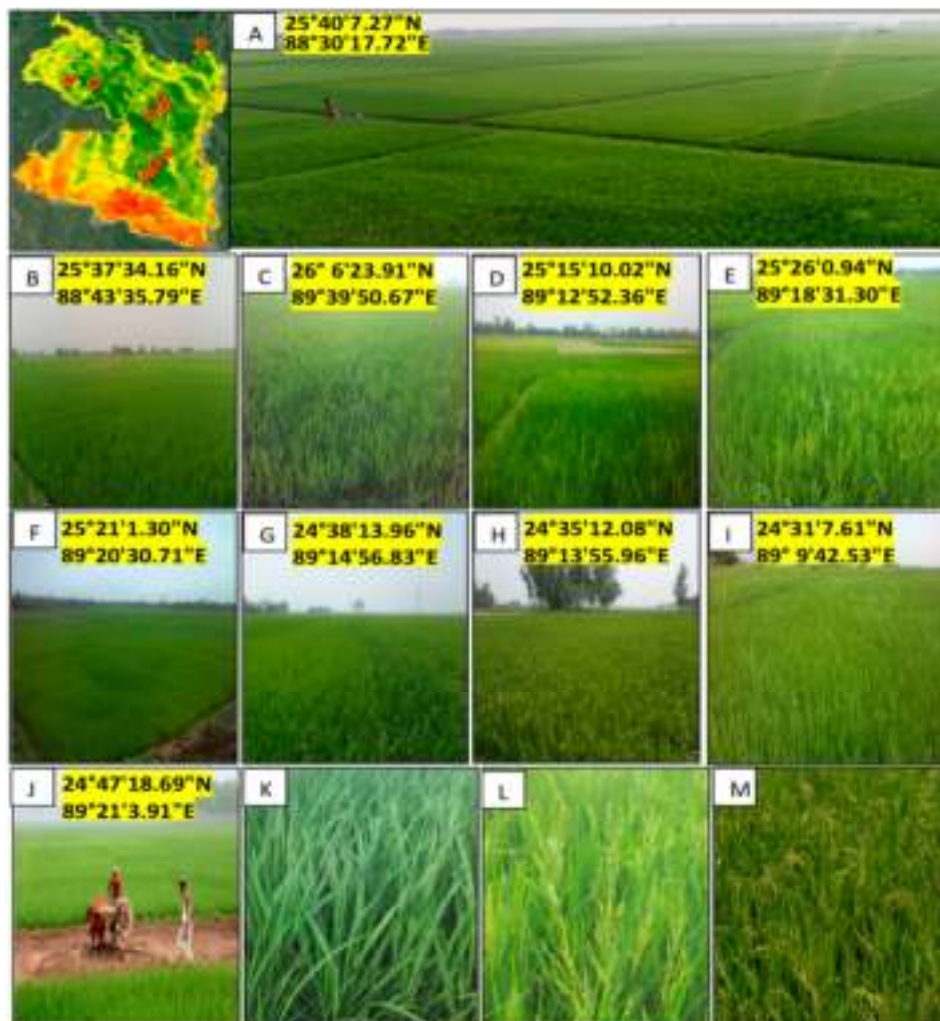 A
25°40'7.27"N
88°30'17.72"E
B
25°37'34.16"N
88°43'35.79"E
C
26° 6'23.91"N
89°39'50.67"E
D
25°15'10.02"N
89°12'52.36"E
E
25°26'0.94"N
89°18'31.30"E
F
25°21'1.30"N
89°20'30.71"E
G
24°38'13.96"N
89°14'56.83"E
H
24°35'12.08"N
89°13'55.96"E
I
24°31'7.61"N
89° 9'42.53"E
J
24°47'18.69"N
89°21'3.91"E
K
L
M